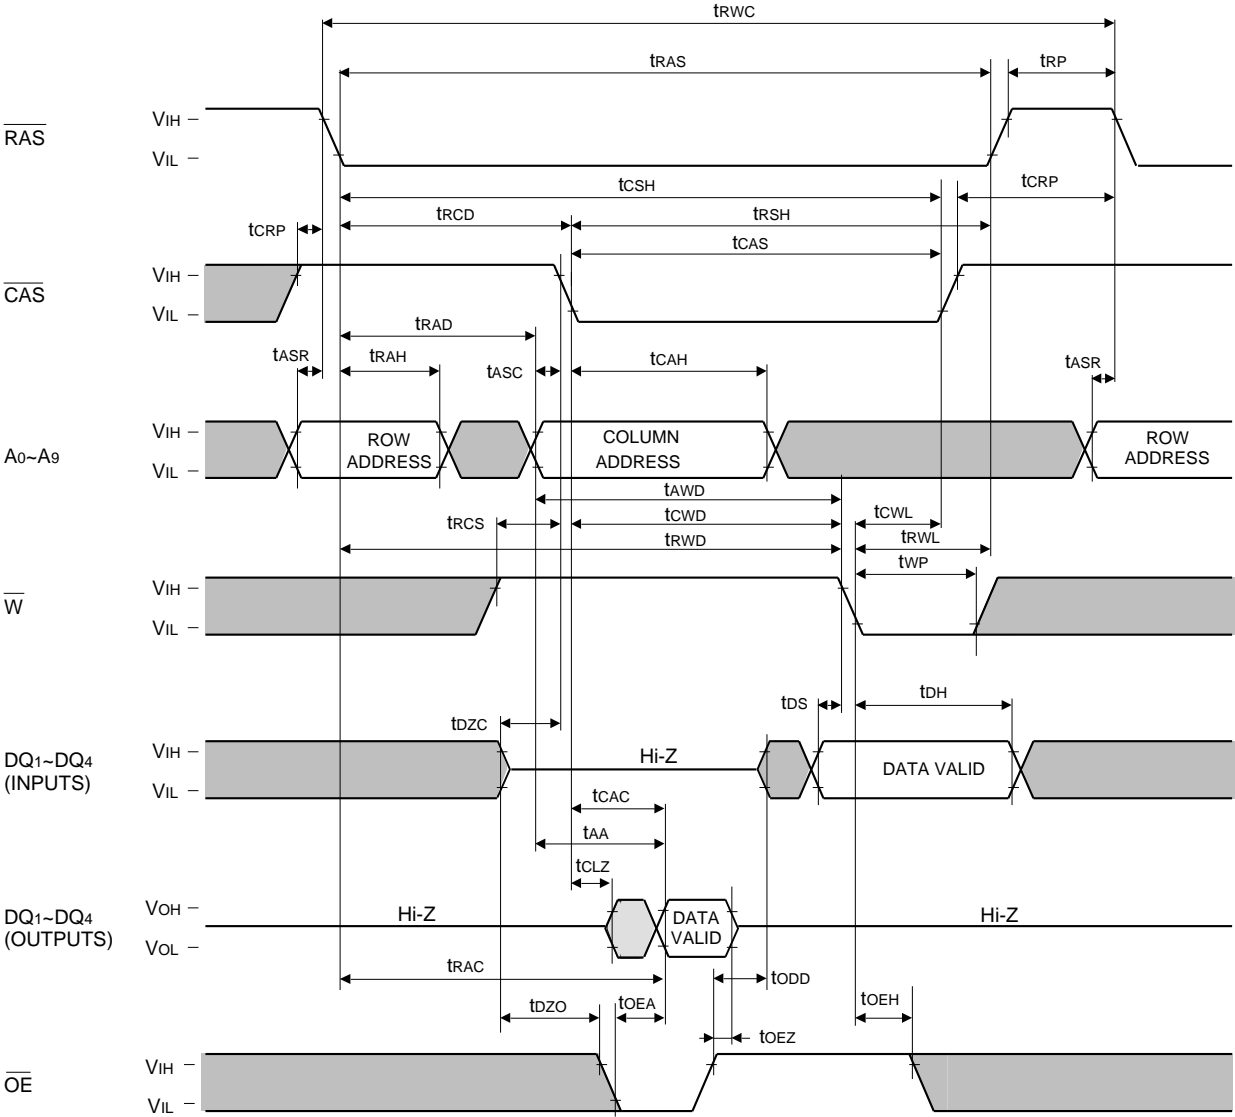 tRWC
tRAS
tRP
RAS
VIH
VIL
tCSH
tCRP
tRCD
tRSH
tCRP
tCAS
CAS
VIH
VIL
tRAD
tASR
tRAH
tASC
tCAH
tASR
A0~A9
VIH
VIL
ROW ADDRESS
COLUMN ADDRESS
ROW ADDRESS
tAWD
tRCS
tCWD
tCWL
tRWD
tRWL
tWP
W
VIH
VIL
tDS
tDH
tDZC
DQ1~DQ4
(INPUTS)
VIH
VIL
Hi-Z
DATA VALID
tCAC
tAA
tCLZ
DQ1~DQ4
(OUTPUTS)
VOH
VOL
Hi-Z
DATA
VALID
Hi-Z
tRAC
tODD
tDZO
tOEA
tOEH
tOEZ
OE
VIH
VIL